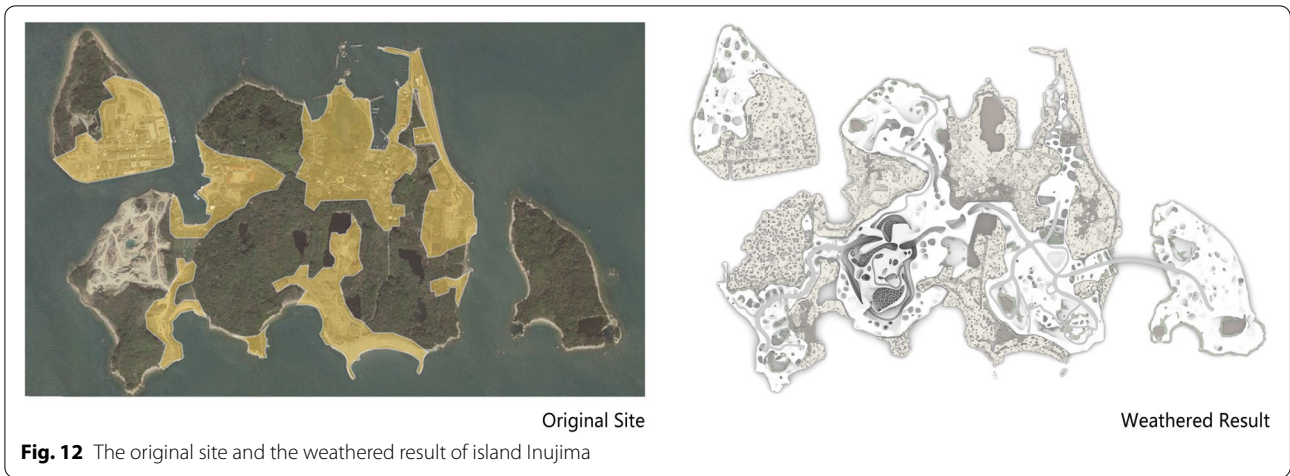 Original Site
Weathered Result
Fig. 12 The original site and the weathered result of island Inujima